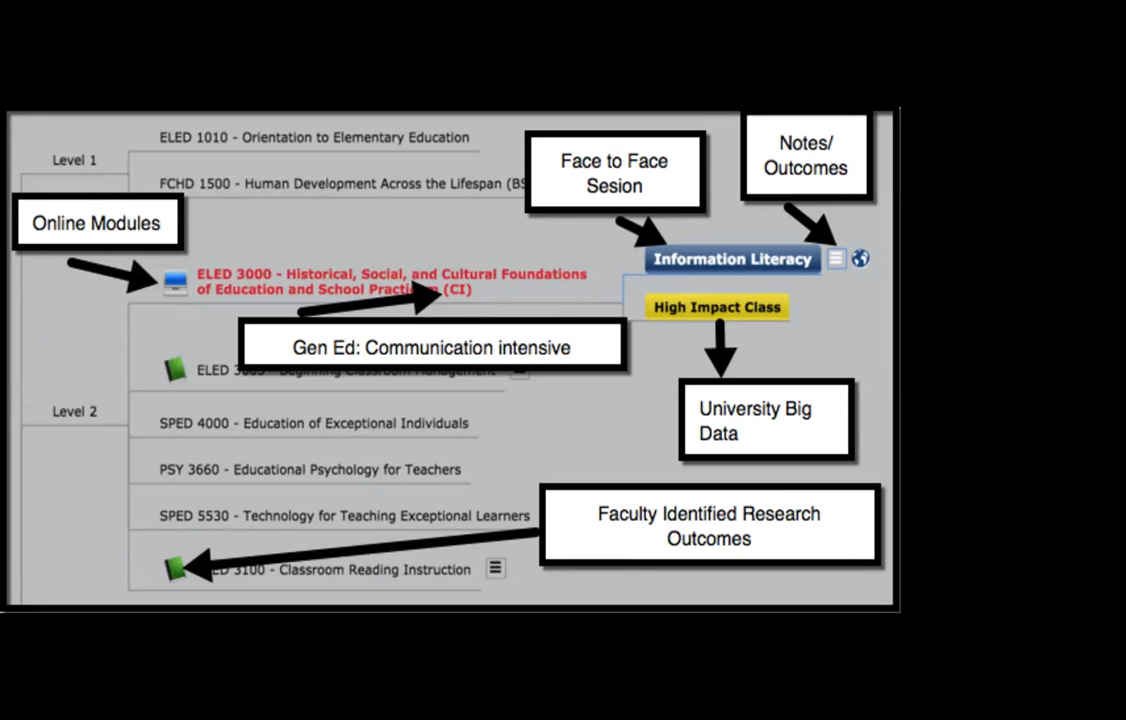 ELED 1010 - Orientation to Elementary Education
Level 1
FCHD 1500 - Human Development Across the Lifespan (BS
Face to Face
Sesion
Notes/
Outcomes
Online Modules
ELED 3000 - Historical, Social, and Cultural Foundations
of Education and School (CI)
Information Literacy
High Impact Class
Gen Ed: Communication intensive
ELED Classroom Management
Level 2
SPED 4000 - Education of Exceptional Individuals
University Big
Data
PSY 3660 - Educational Psychology for Teachers
SPED 5530 - Technology for Teaching Exceptional Learners
Faculty Identified Research
Outcomes
3100 - Classroom Reading Instruction